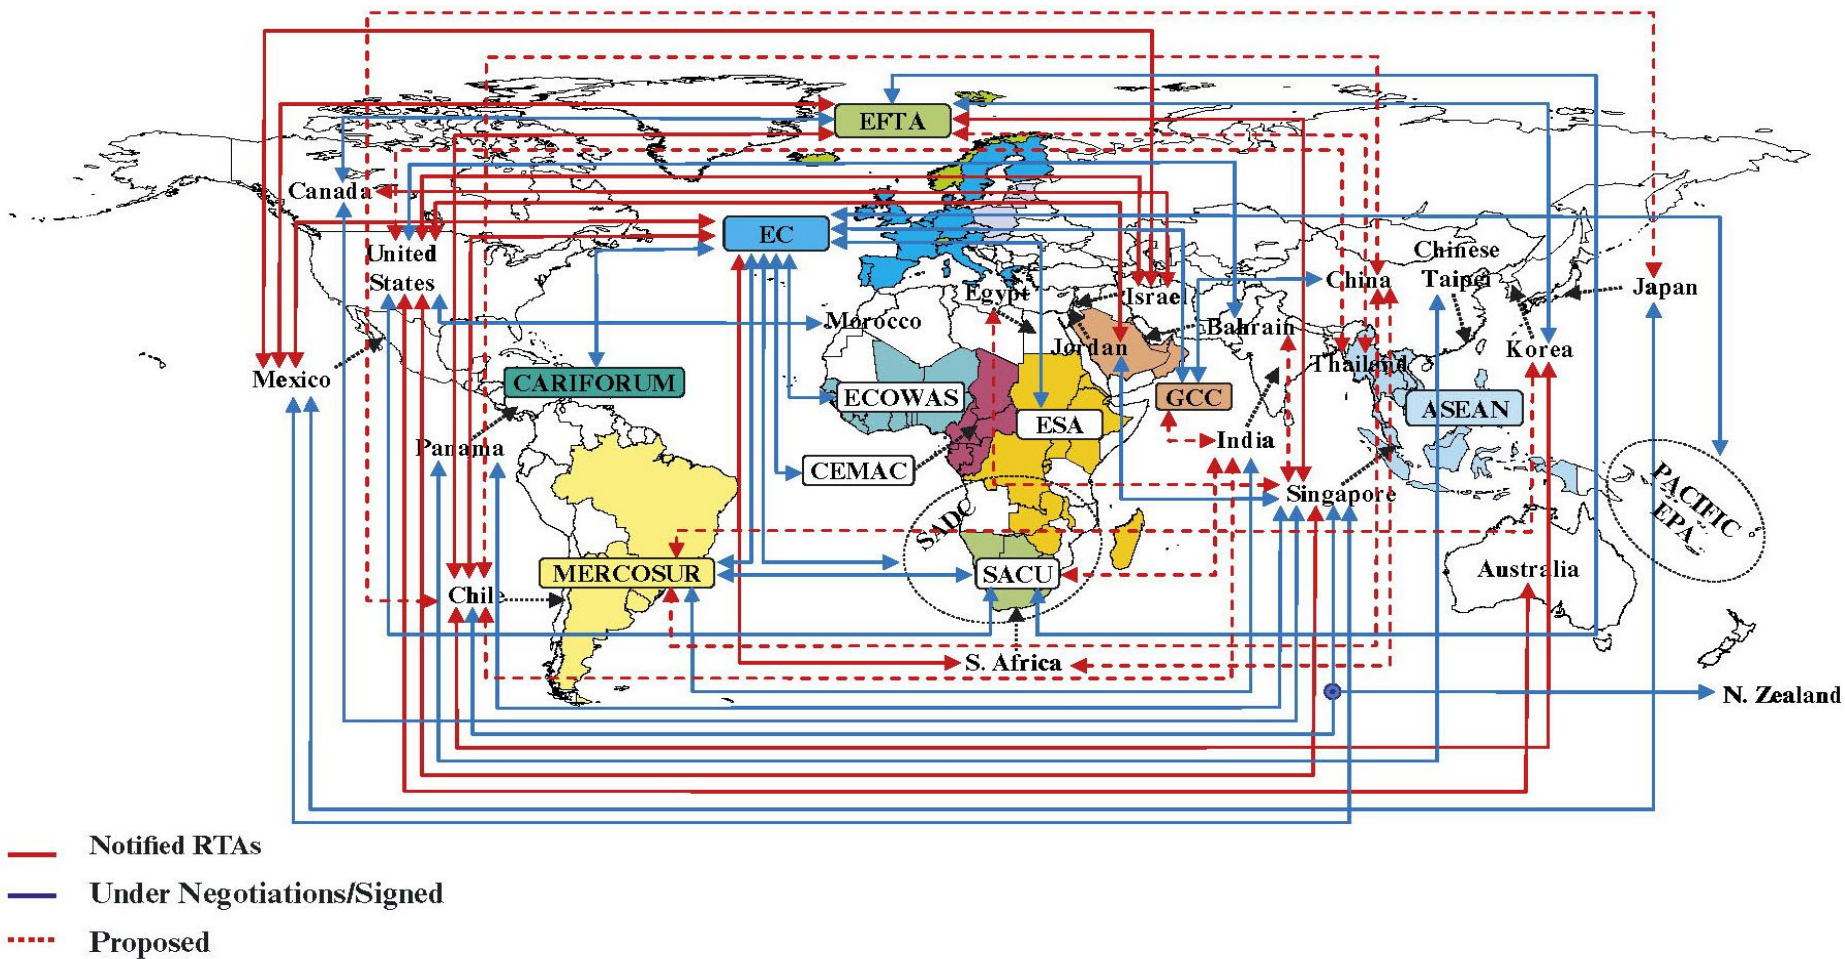 EFTA
Canada
EC
United
States
Chinese
Taipei
China
Japan
Egypt
Israel
Morocco
Bahrain
Jordan
Korea
Thailand
Mexico
CARIFORUM
ECOWAS
GCC
ASEAN
ESA
India
Panama
CEMAC
Singapore
PACIFIC
EPA
SADC
MERCOSUR
SACU
Australia
Chile
S. Africa
N. Zealand
Notified RTAs
Under Negotiations/Signed
Proposed